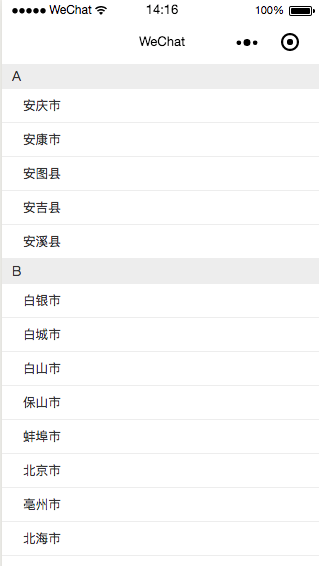 WeChat 14:16 100%
WeChat
A
安庆市
安康市
安图县
安吉县
安溪县
B
白银市
白城市
白山市
保山市
蚌埠市
北京市
亳州市
北海市